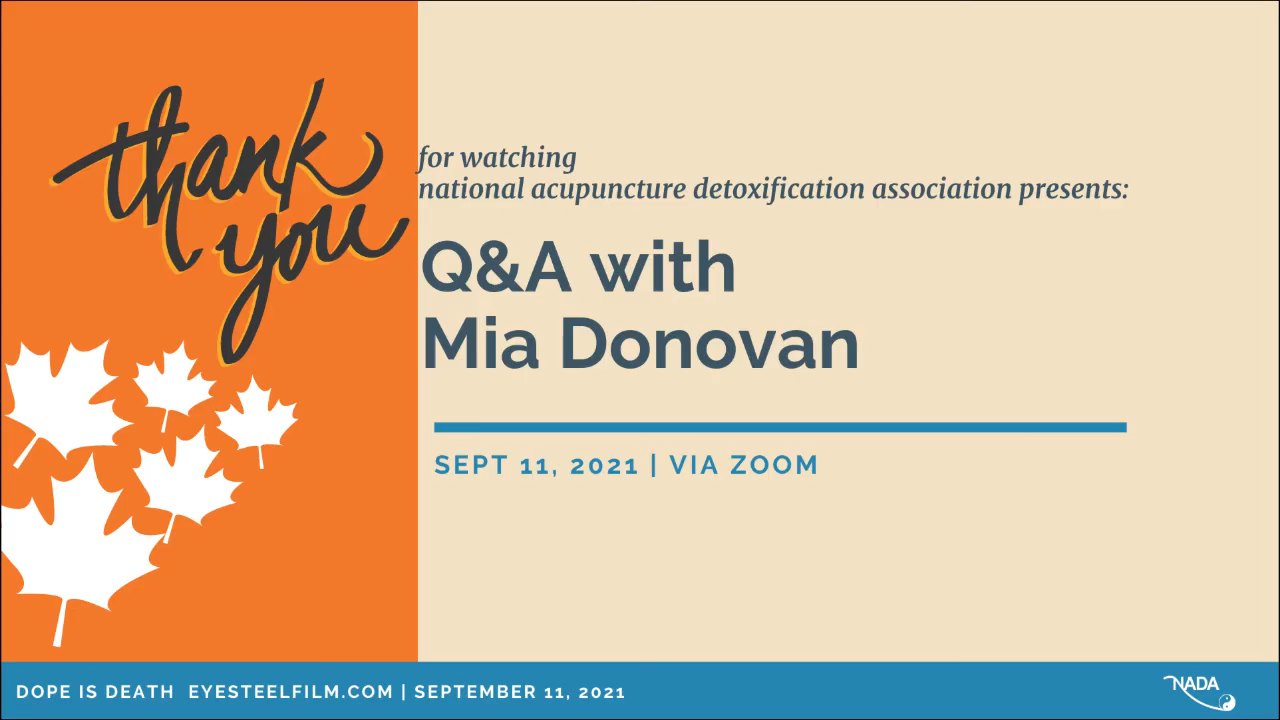 thank
you
for watching
national acupuncture detoxification association presents:
Q&A with
Mia Donovan
SEPT 11, 2021 | VIA ZOOM
DOPE IS DEATH EYESTEELFILM.COM | SEPTEMBER 11, 2021
NADA